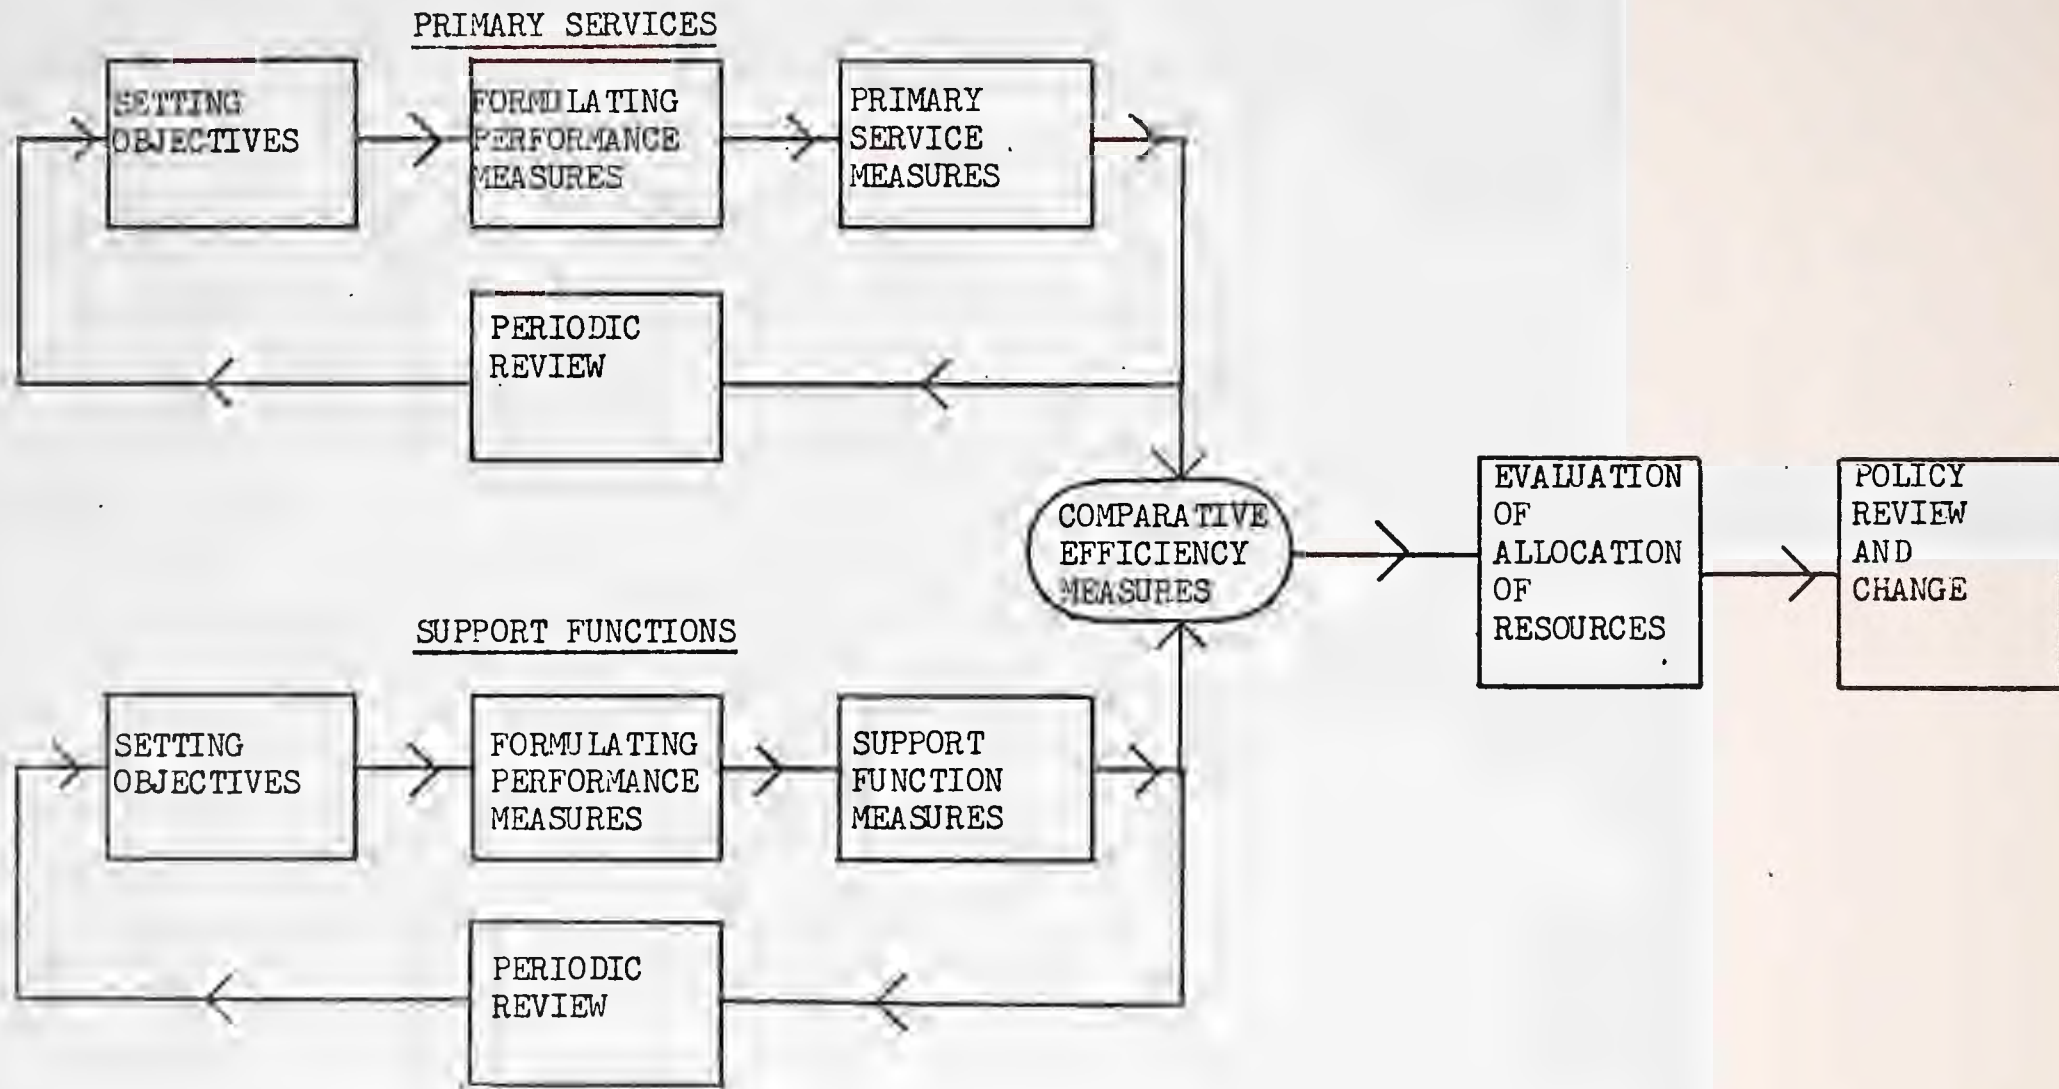 PRIMARY SERVICES
SETTING
OBJECTIVES
FORMULATING
PERFORMANCE
MEASURES
PRIMARY
SERVICE
MEASURES
PERIODIC
REVIEW
COMPARATIVE
EFFICIENCY
MEASURES
EVALUATION
OF
ALLOCATION
OF
RESOURCES
POLICY
REVIEW
AND
CHANGE
SUPPORT FUNCTIONS
SETTING
OBJECTIVES
FORMULATING
PERFORMANCE
MEASURES
SUPPORT
FUNCTION
MEASURES
PERIODIC
REVIEW